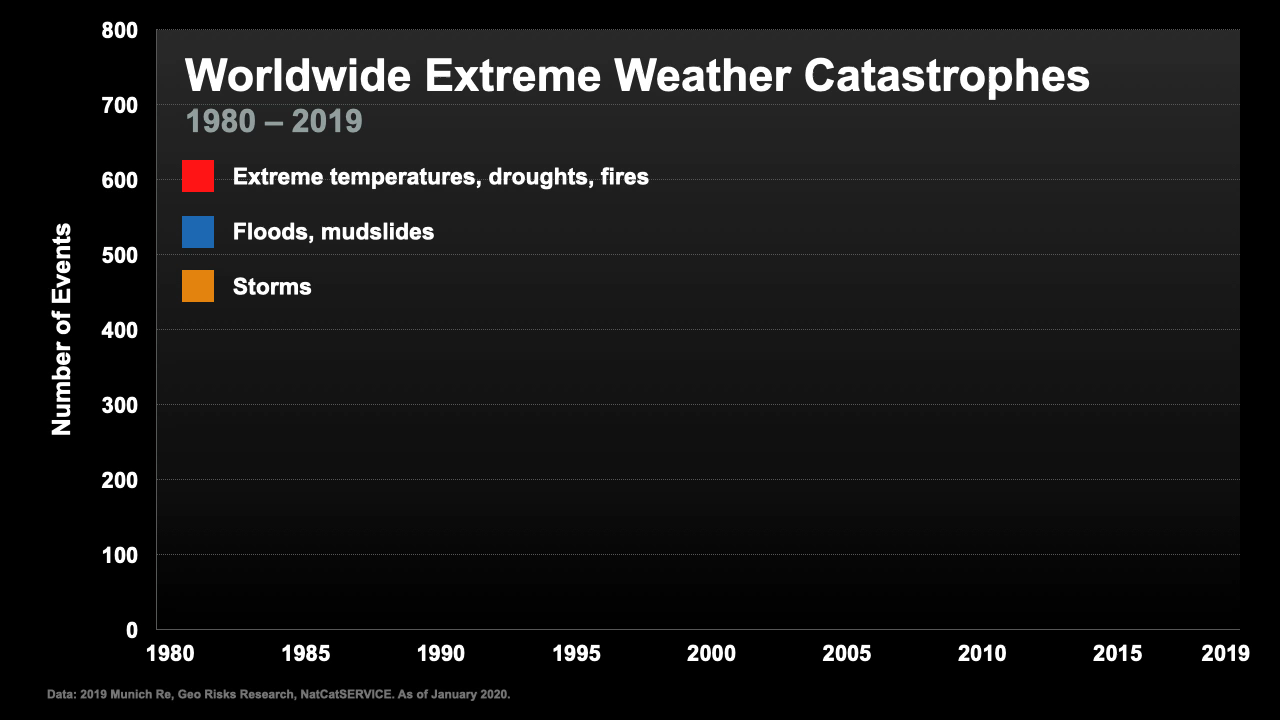 Worldwide Extreme Weather Catastrophes
1980 – 2019
Extreme temperatures, droughts, fires
Floods, mudslides
Storms
Number of Events
800
700
600
500
400
300
200
100
0
1980 1985 1990 1995 2000 2005 2010 2015 2019
Data: 2019 Munich Re, Geo Risks Research, NatCatSERVICE. As of January 2020.